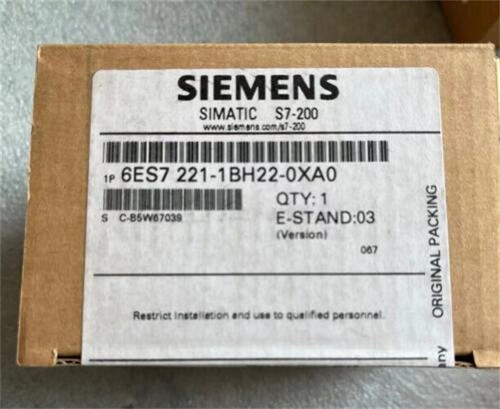 SIEMENS
SIMATIC S7-200
www.siemens.com/s7-200
1P 6ES7 221-1BH22-0XA0
QTY: 1
S C-B5W67039
E-STAND:03
(Version)
067
Restrict installation and use to qualified personnel.
ORIGINAL PACKING